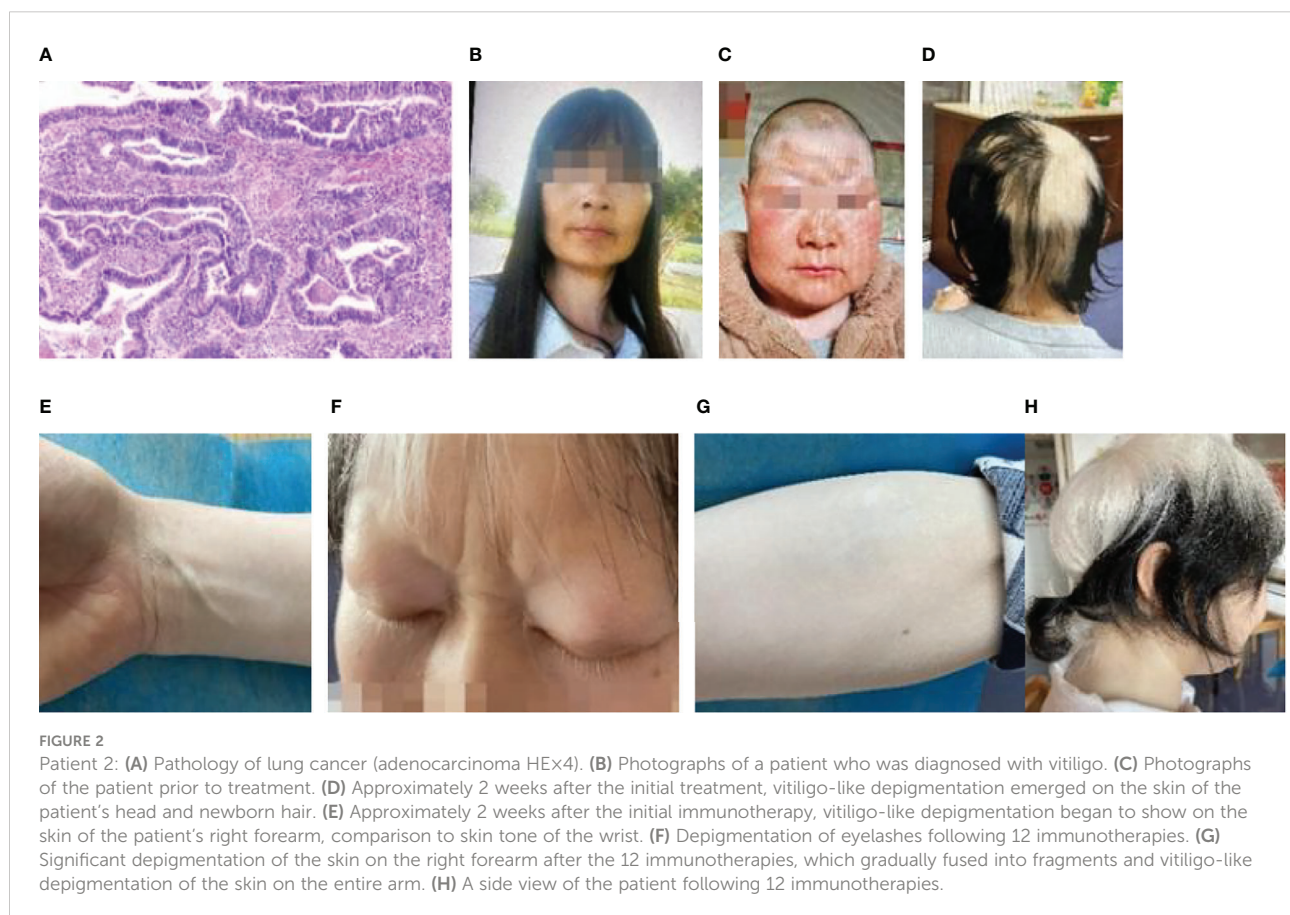 A
B
C
D
E
F
G
H
FIGURE 2
Patient 2: (A) Pathology of lung cancer (adenocarcinoma HE×4). (B) Photographs of a patient who was diagnosed with vitiligo. (C) Photographs
of the patient prior to treatment. (D) Approximately 2 weeks after the initial treatment, vitiligo-like depigmentation emerged on the skin of the
patient's head and newborn hair. (E) Approximately 2 weeks after the initial immunotherapy, vitiligo-like depigmentation began to show on the
skin of the patient's right forearm, comparison to skin tone of the wrist. (F) Depigmentation of eyelashes following 12 immunotherapies. (G)
Significant depigmentation of the skin on the right forearm after the 12 immunotherapies, which gradually fused into fragments and vitiligo-like
depigmentation of the skin on the entire arm. (H) A side view of the patient following 12 immunotherapies.